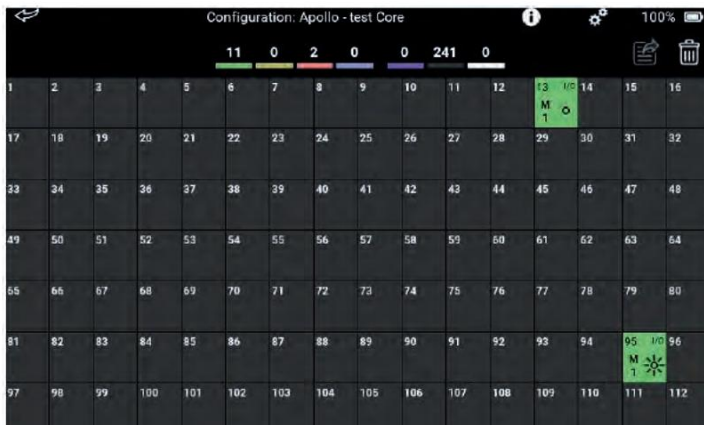 Configuration: Apollo - test Core 100%
11 0 2 0 0 241 0
1 2 3 4 5 6 7 8 9 10 11 12 13 I/O 14 15 16
M
1
17 18 19 20 21 22 23 24 25 26 27 28 29 30 31 32
33 34 35 36 37 38 39 40 41 42 43 44 45 46 47 48
49 50 51 52 53 54 55 56 57 58 59 60 61 62 63 64
65 66 67 68 69 70 71 72 73 74 75 76 77 78 79 80
81 82 83 84 85 86 87 88 89 90 91 92 93 94 95 I/O 96
M
1
97 98 99 100 101 102 103 104 105 106 107 108 109 110 111 112